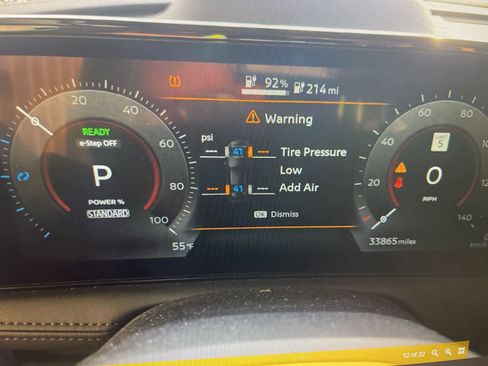 92% 214 mi
Warning
psi
--- 41 --- Tire Pressure
Low
--- 41 --- Add Air
OK Dismiss
20
40
60
80
100
READY
e-Step OFF
P
POWER %
STANDARD
55°F
LIMIT
5
100
80
60
40
20
120
140
0
MPH
km/h
33865 miles
12 of 22